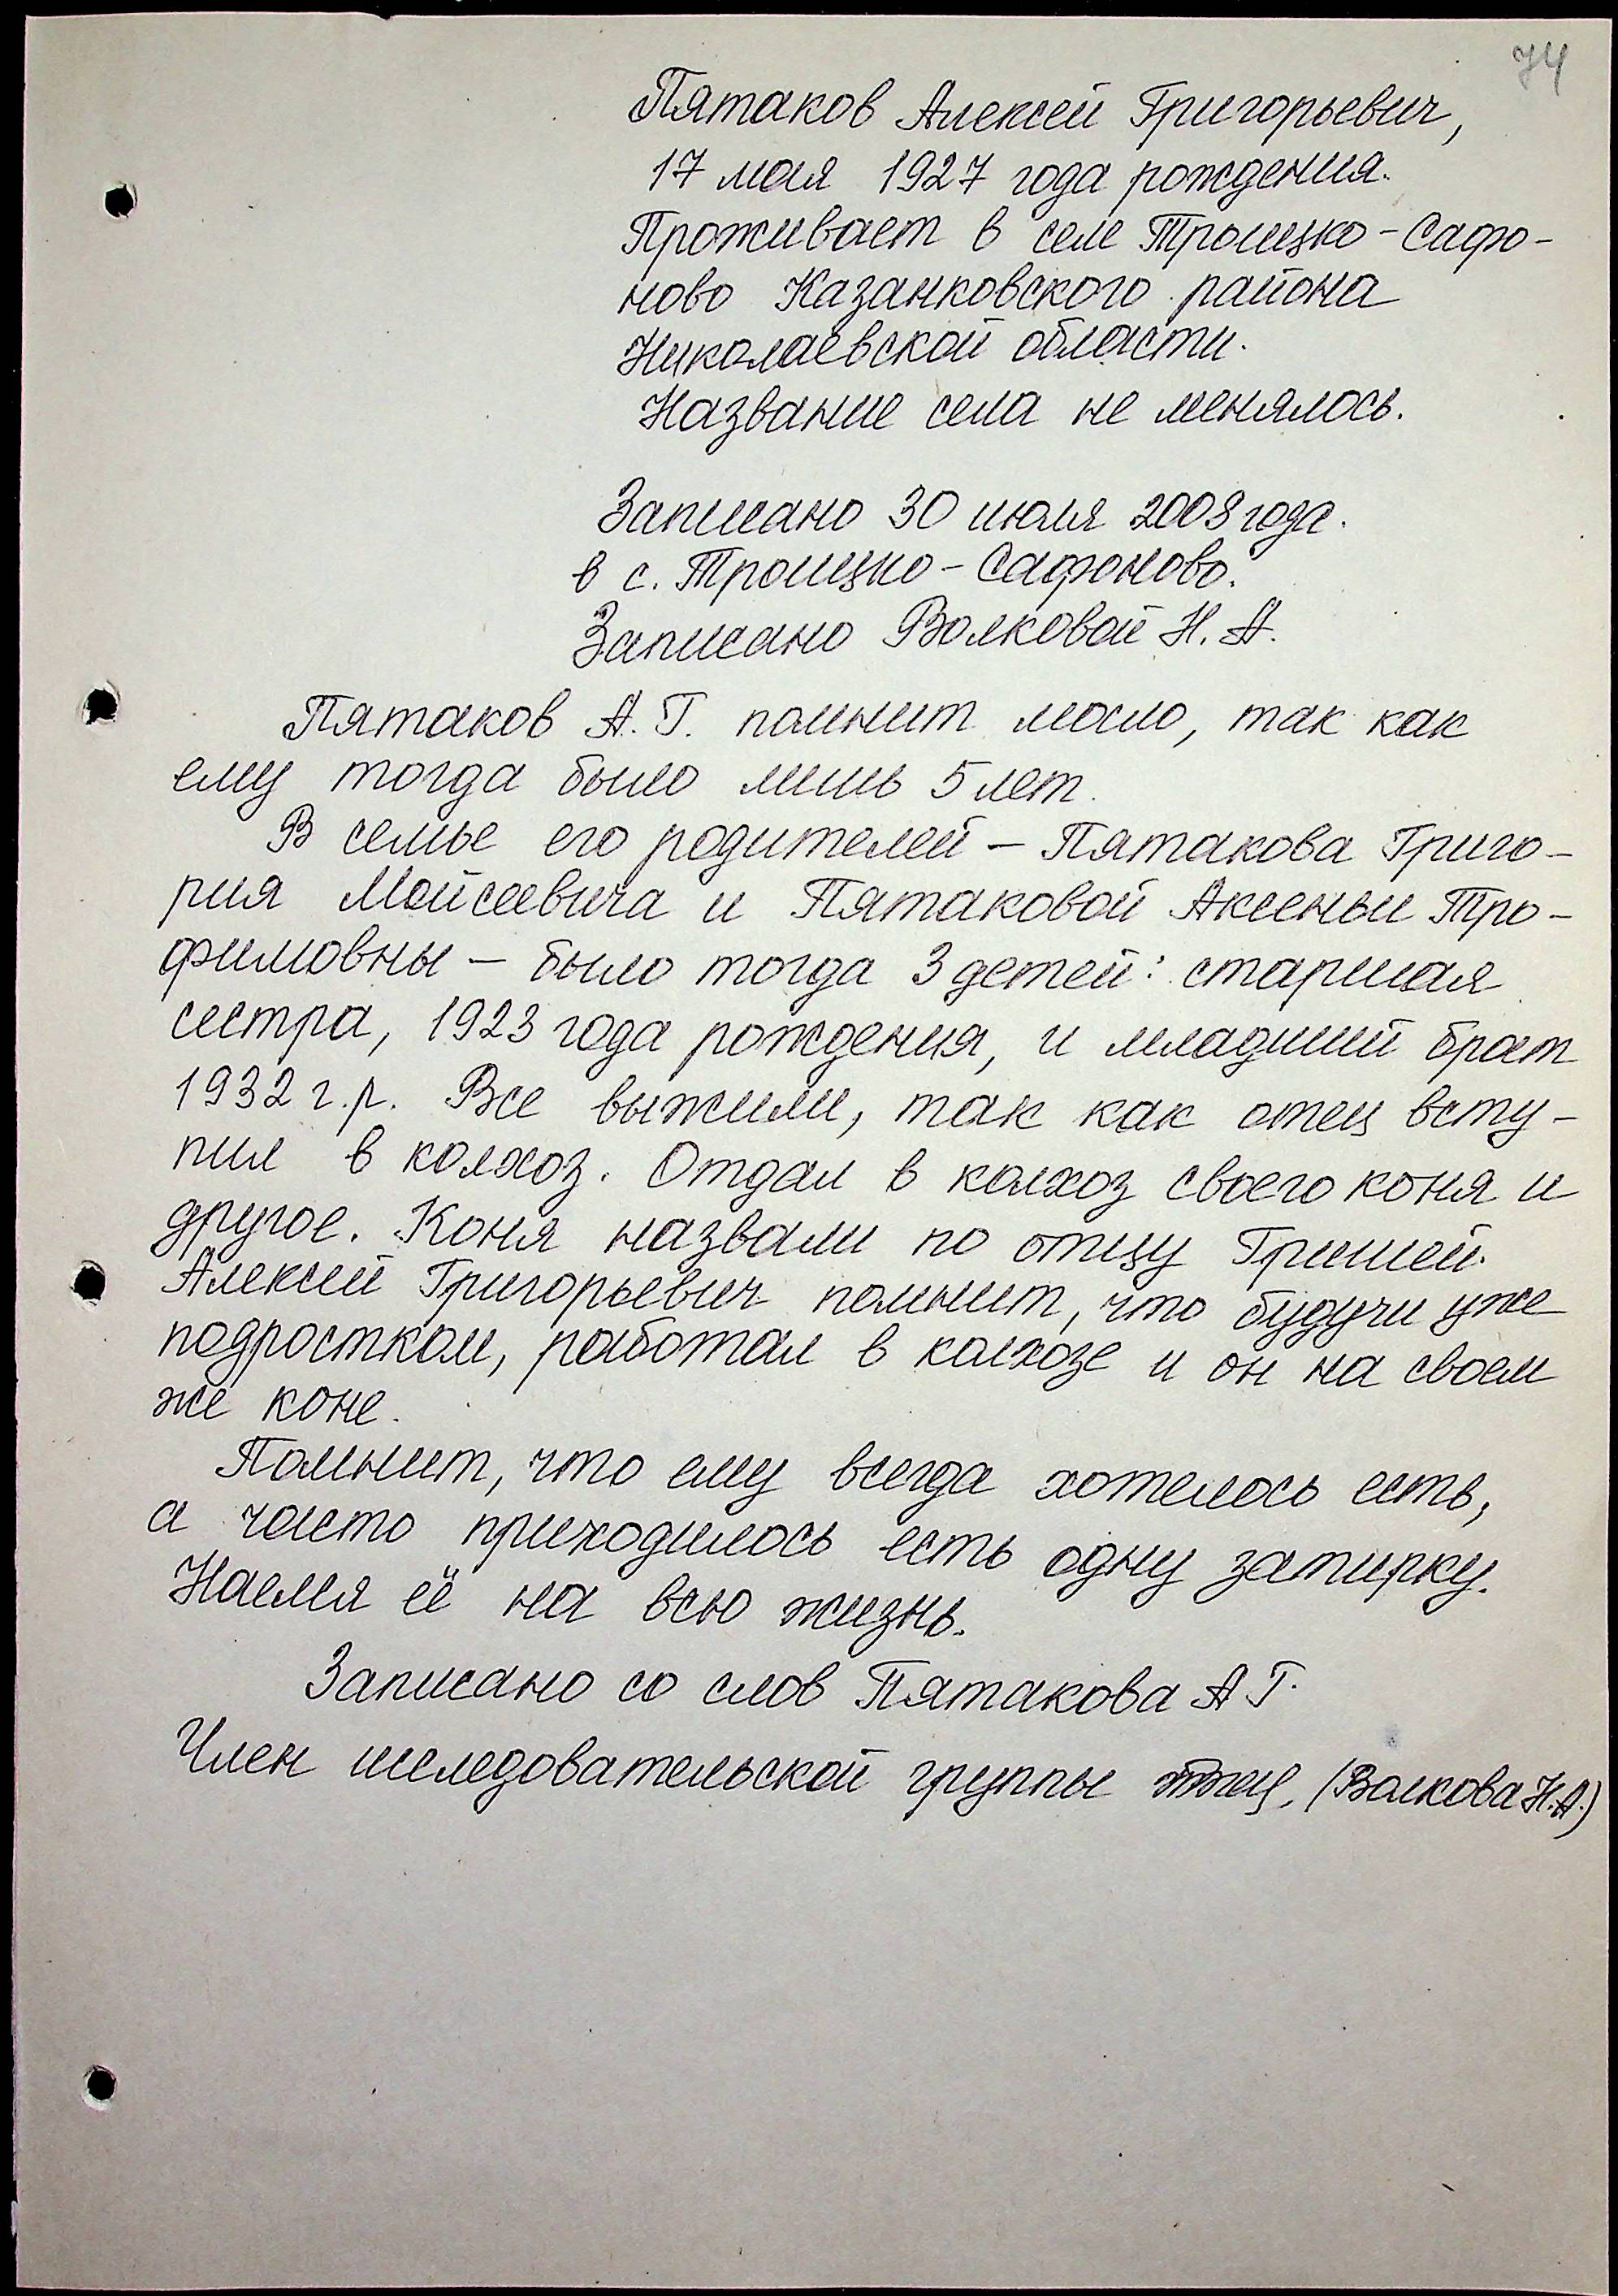 74
Пятаков Алексей Григорьевич,
17 мая 1927 года рождения.
Проживает в селе Троицко-Сафо-
ново Казанковского района
Николаевской области.
Название села не менялось.
Записано 30 июля 2008 года.
в с. Троицко-Сафоново.
Записано Волковой Н. А.
Пятаков А. Г. помнит мало, так как
ему тогда было лишь 5 лет.
В семье его родителей – Пятакова Григо-
рия Мойсеевича и Пятаковой Аксеньи Тро-
фимовны – было тогда 3 детей: старшая
сестра, 1923 года рождения, и младший брат
1932 г.р. Все выжили, так как отец всту-
пил в колхоз. Отдал в колхоз своего коня и
другое. Коня назвали по отцу Гришей.
Алексей Григорьевич помнит, что будучи уже
подростком, работал в колхозе и он на своем
же коне.
Помнит, что ему всегда хотелось есть,
а часто приходилось есть одну затирку.
Наелся её на всю жизнь.
Записано со слов Пятакова А Г.
Член исследовательской группы (Волкова Н.А.)